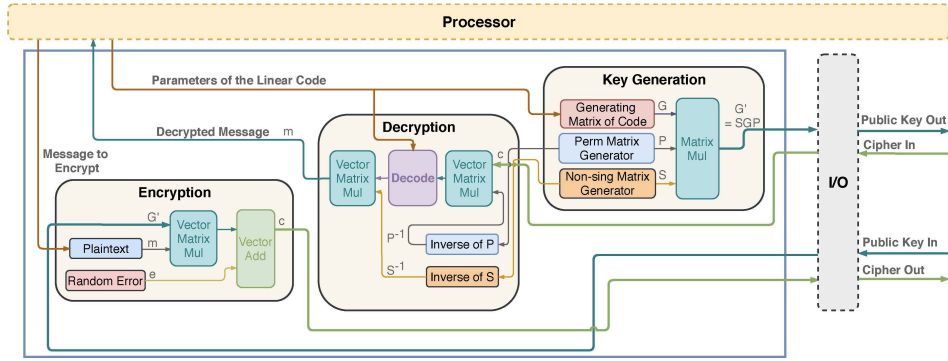 Processor
Parameters of the Linear Code
Decrypted Message m
Message to
Encrypt
Encryption
G'
Plaintext
m
Random Error
e
Vector
Matrix
Mul
Vector
Add
c
Decryption
Vector
Matrix
Mul
Decode
Vector
Matrix
Mul
c
P-1
Inverse of P
S-1
Inverse of S
Key Generation
Generating
Matrix of Code
G
Perm Matrix
Generator
P
Non-sing Matrix
Generator
S
Matrix
Mul
G'
= SGP
I/O
Public Key Out
Cipher In
Public Key In
Cipher Out